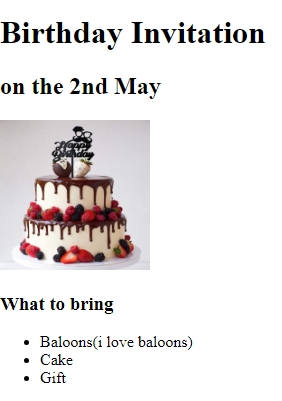 Birthday Invitation
on the 2nd May
Happy
Birthday
What to bring
Baloons(i love baloons)
Cake
Gift